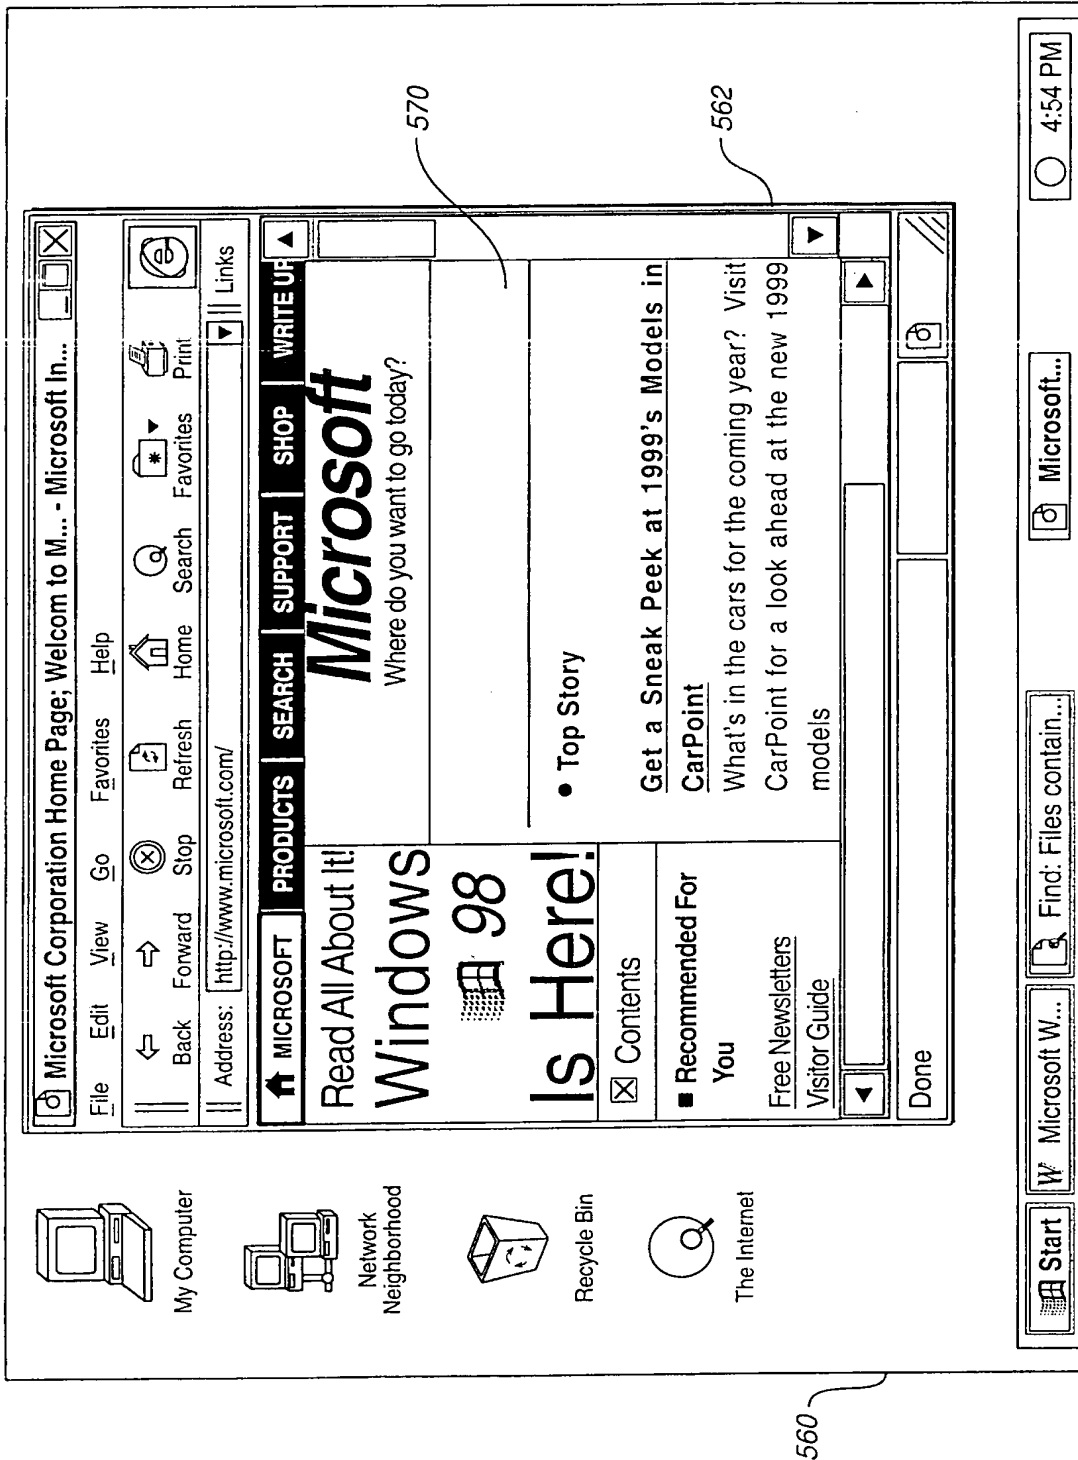 Microsoft Corporation Home Page; Welcom to M... - Microsoft In...
File Edit View Go Favorites Help
Back Forward Stop Refresh Home Search Favorites Print
Address: http://www.microsoft.com/ Links
MICROSOFT PRODUCTS SEARCH SUPPORT SHOP WRITE UP
Read All About It!
Windows
98
Is Here!
Contents
Recommended For
You
Free Newsletters
Visitor Guide
Microsoft
Where do you want to go today?
• Top Story
Get a Sneak Peek at 1999's Models in
CarPoint
What's in the cars for the coming year? Visit
CarPoint for a look ahead at the new 1999
models
Done
My Computer
Network
Neighborhood
Recycle Bin
The Internet
Start W Microsoft W... Find: Files contain... Microsoft... 4:54 PM
570
562
560